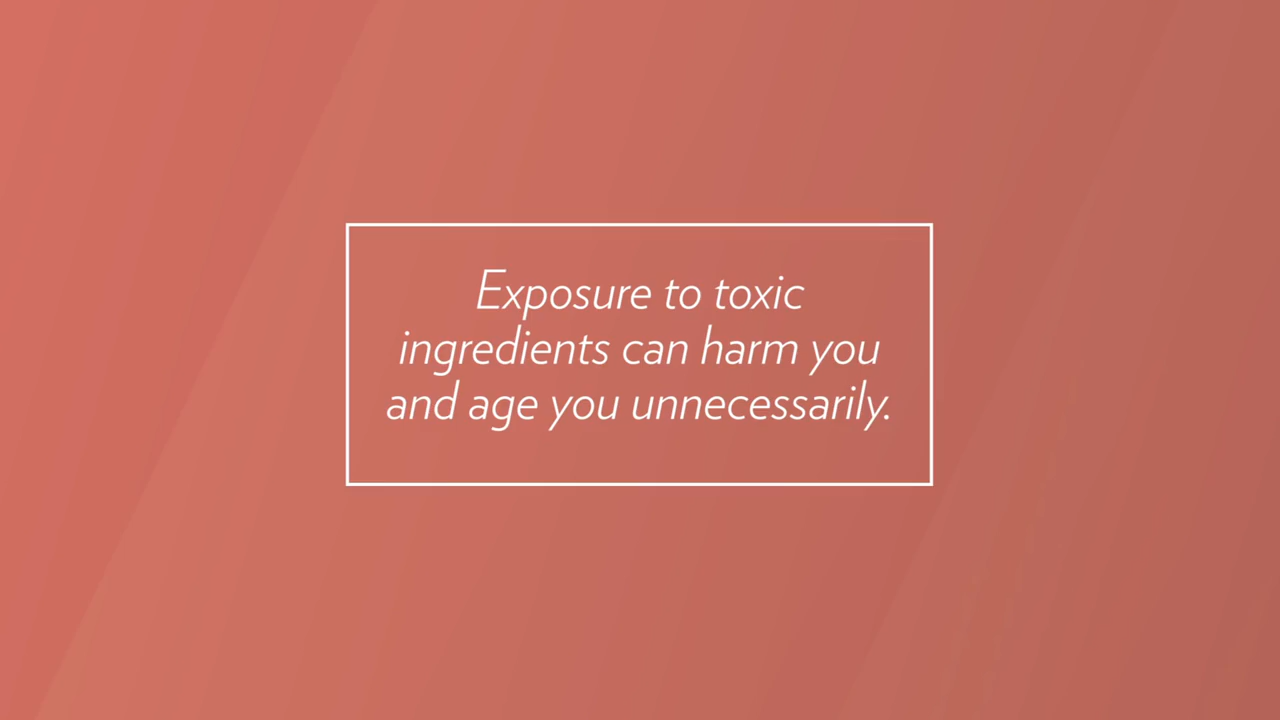 Exposure to toxic
ingredients can harm you
and age you unnecessarily.